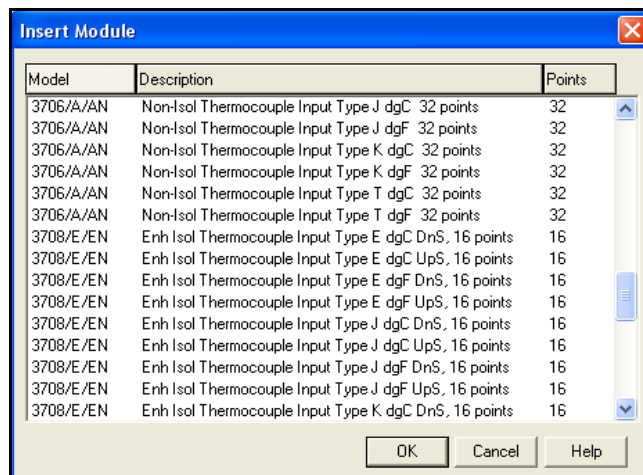 Insert Module
Model Description Points
3706/A/AN Non-Isol Thermocouple Input Type J dgC 32 points 32
3706/A/AN Non-Isol Thermocouple Input Type J dgF 32 points 32
3706/A/AN Non-Isol Thermocouple Input Type K dgC 32 points 32
3706/A/AN Non-Isol Thermocouple Input Type K dgF 32 points 32
3706/A/AN Non-Isol Thermocouple Input Type T dgC 32 points 32
3706/A/AN Non-Isol Thermocouple Input Type T dgF 32 points 32
3708/E/EN Enh Isol Thermocouple Input Type E dgC DnS, 16 points 16
3708/E/EN Enh Isol Thermocouple Input Type E dgC UpS, 16 points 16
3708/E/EN Enh Isol Thermocouple Input Type E dgF DnS, 16 points 16
3708/E/EN Enh Isol Thermocouple Input Type E dgF UpS, 16 points 16
3708/E/EN Enh Isol Thermocouple Input Type J dgC DnS, 16 points 16
3708/E/EN Enh Isol Thermocouple Input Type J dgC UpS, 16 points 16
3708/E/EN Enh Isol Thermocouple Input Type J dgF DnS, 16 points 16
3708/E/EN Enh Isol Thermocouple Input Type J dgF UpS, 16 points 16
3708/E/EN Enh Isol Thermocouple Input Type K dgC DnS, 16 points 16
OK Cancel Help